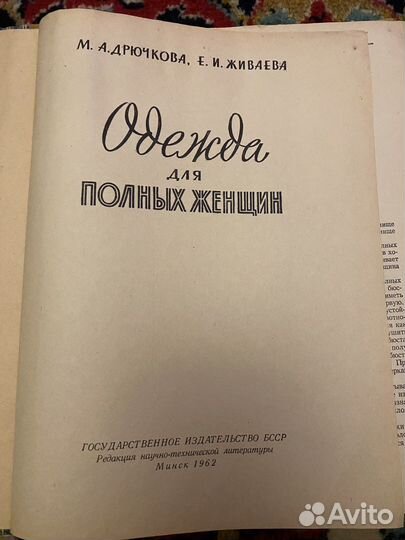 М. А. ДРЮЧКОВА, Е. И. ЖИВАЕВА
Одежда
ДЛЯ
ПОЛНЫХ ЖЕНЩИН
ГОСУДАРСТВЕННОЕ ИЗДАТЕЛЬСТВО БССР
Редакция научно-технической литературы
Минск 1962
Avito